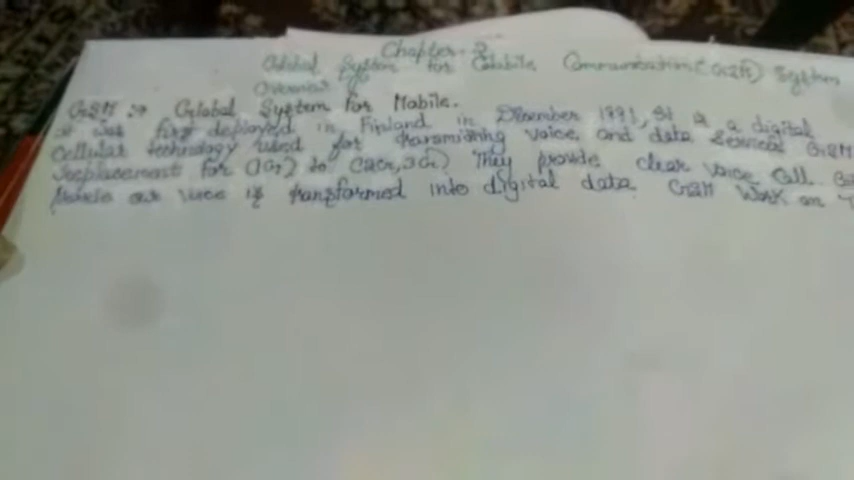 Chapter-2
Global System for Mobile Communication (GSM) System
Overview
GSM :→ Global System for Mobile.
It was first deployed in Finland in December 1991, It is a digital
Cellular technology used for transmitting voice and data services GSM
replacement for (1G) to (2G, 3G) They provide clear voice Call
Mobile our voice is transformed into digital data. GSM work on